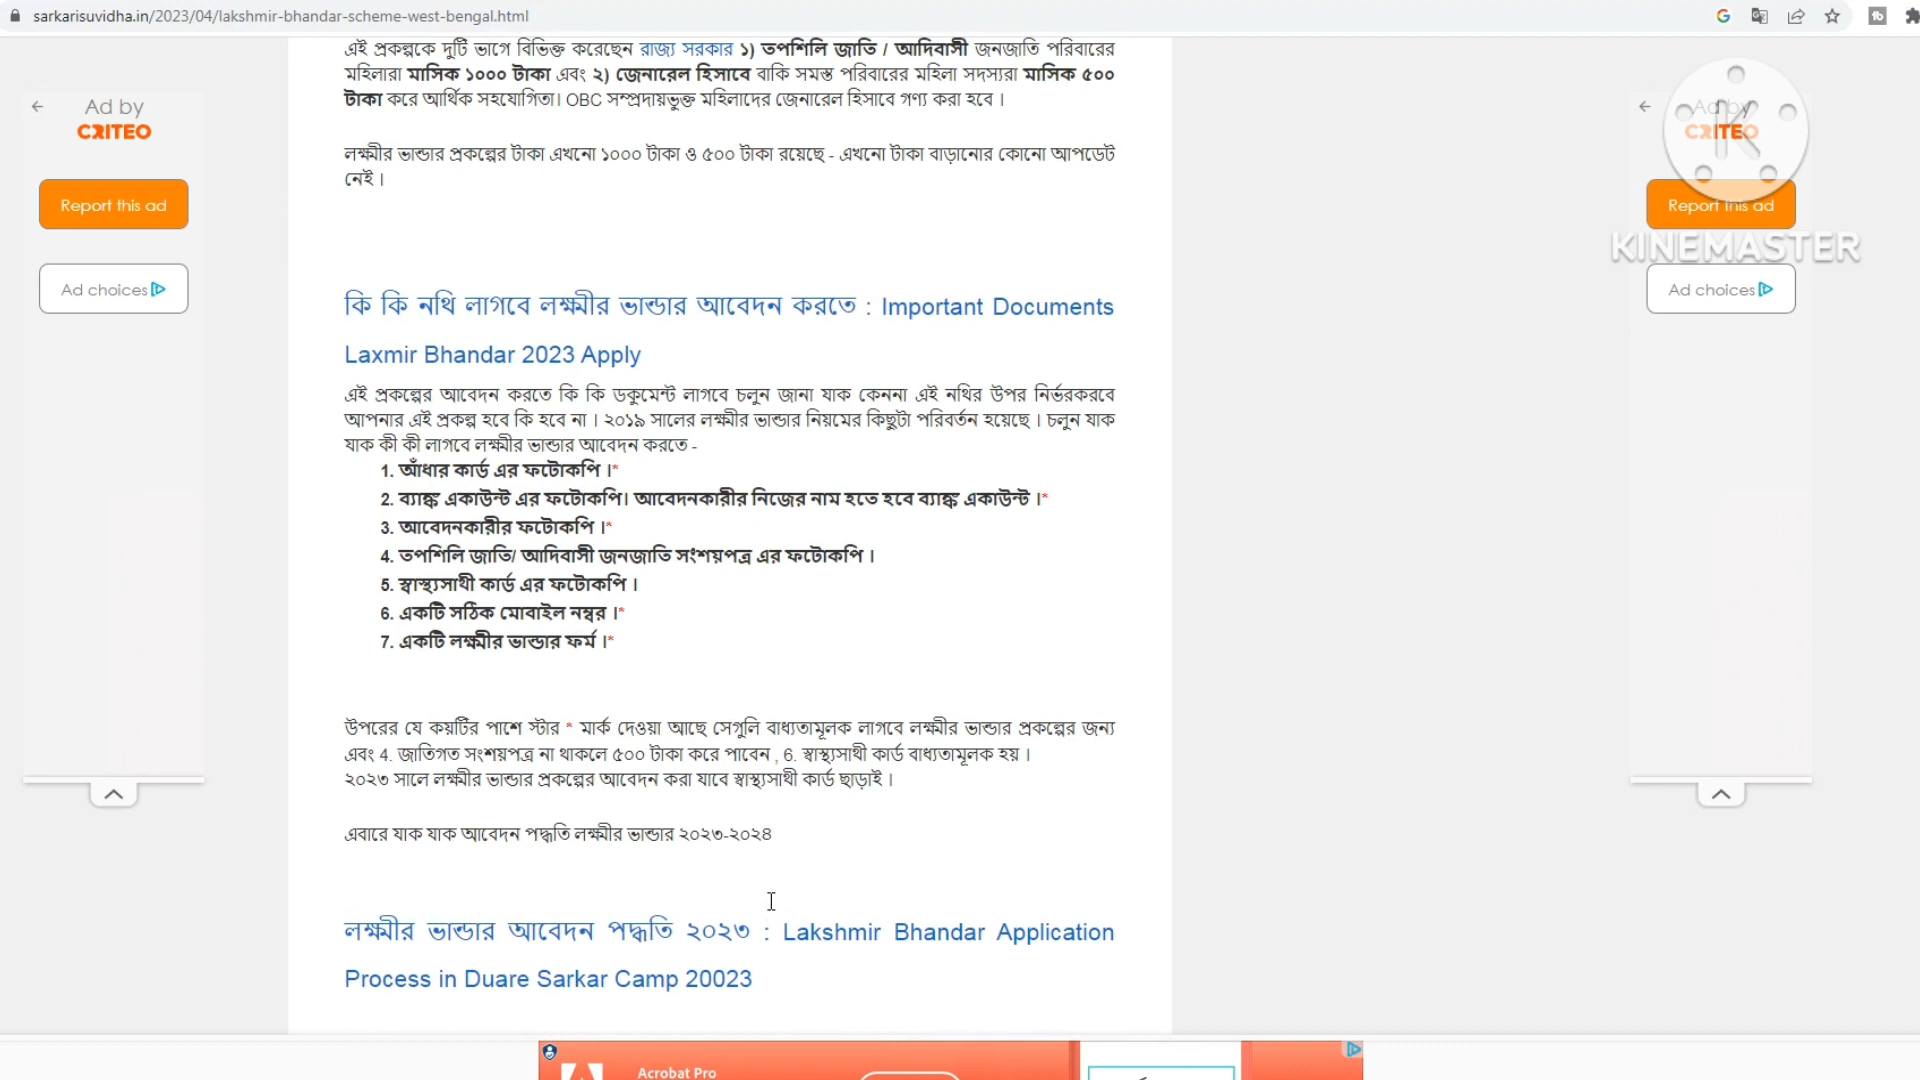 sarkarisuvidha.in/2023/04/lakshmir-bhandar-scheme-west-bengal.html
এই প্রকল্পকে দুটি ভাগে বিভিক্ত করেছেন রাজ্য সরকার ১) তপশিলি জাতি / আদিবাসী জনজাতি পরিবারের
মহিলারা মাসিক ১০০০ টাকা এবং ২) জেনারেল হিসাবে বাকি সমস্ত পরিবারের মহিলা সদস্যরা মাসিক ৫০০
টাকা করে আর্থিক সহযোগিতা। OBC সম্প্রদায়ভুক্ত মহিলাদের জেনারেল হিসাবে গণ্য করা হবে ।
লক্ষ্মীর ভান্ডার প্রকল্পের টাকা এখনো ১০০০ টাকা ও ৫০০ টাকা রয়েছে - এখনো টাকা বাড়ানোর কোনো আপডেট
নেই ।
কি কি নথি লাগবে লক্ষ্মীর ভান্ডার আবেদন করতে : Important Documents
Laxmir Bhandar 2023 Apply
এই প্রকল্পের আবেদন করতে কি কি ডকুমেন্ট লাগবে চলুন জানা যাক কেননা এই নথির উপর নির্ভরকরবে
আপনার এই প্রকল্প হবে কি হবে না । ২০১৯ সালের লক্ষ্মীর ভান্ডার নিয়মের কিছুটা পরিবর্তন হয়েছে । চলুন যাক
যাক কী কী লাগবে লক্ষ্মীর ভান্ডার আবেদন করতে -
1. আঁধার কার্ড এর ফটোকপি ।*
2. ব্যাঙ্ক একাউন্ট এর ফটোকপি। আবেদনকারীর নিজের নাম হতে হবে ব্যাঙ্ক একাউন্ট ।*
3. আবেদনকারীর ফটোকপি ।*
4. তপশিলি জাতি/ আদিবাসী জনজাতি সংশয়পত্র এর ফটোকপি ।
5. স্বাস্থ্যসাথী কার্ড এর ফটোকপি ।
6. একটি সঠিক মোবাইল নম্বর ।*
7. একটি লক্ষ্মীর ভান্ডার ফর্ম ।*
উপরের যে কয়টির পাশে স্টার * মার্ক দেওয়া আছে সেগুলি বাধ্যতামূলক লাগবে লক্ষ্মীর ভান্ডার প্রকল্পের জন্য
এবং 4. জাতিগত সংশয়পত্র না থাকলে ৫০০ টাকা করে পাবেন , 6. স্বাস্থ্যসাথী কার্ড বাধ্যতামূলক হয় ।
২০২৩ সালে লক্ষ্মীর ভান্ডার প্রকল্পের আবেদন করা যাবে স্বাস্থ্যসাথী কার্ড ছাড়াই ।
এবারে যাক যাক আবেদন পদ্ধতি লক্ষ্মীর ভান্ডার ২০২৩-২০২৪
লক্ষ্মীর ভান্ডার আবেদন পদ্ধতি ২০২৩ : Lakshmir Bhandar Application
Process in Duare Sarkar Camp 20023
Ad by
CRITEO
Report this ad
Ad choices
Ad by
CRITEO
Report this ad
Ad choices
K
KINEMASTER
Acrobat Pro